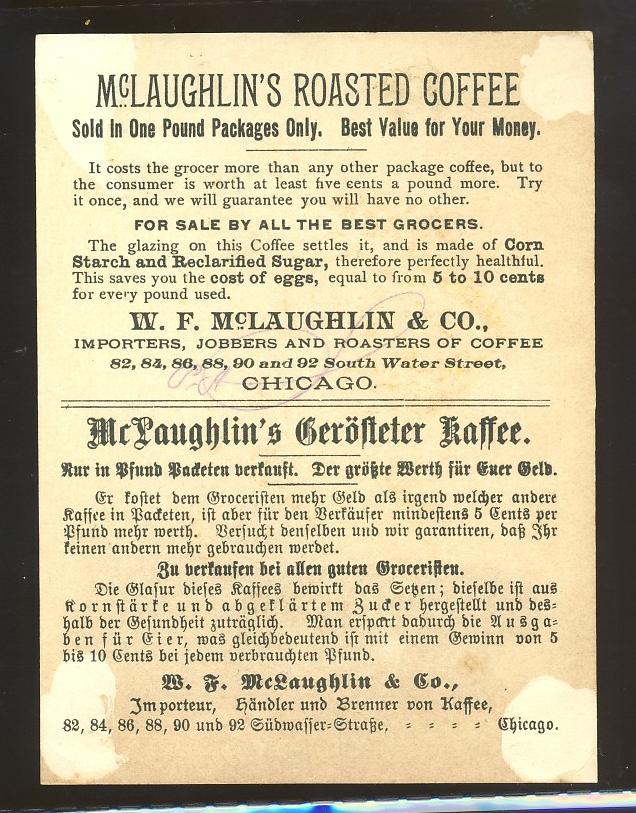 McLAUGHLIN'S ROASTED COFFEE
Sold In One Pound Packages Only. Best Value for Your Money.
It costs the grocer more than any other package coffee, but to
the consumer is worth at least five cents a pound more. Try
it once, and we will guarantee you will have no other.
FOR SALE BY ALL THE BEST GROCERS.
The glazing on this Coffee settles it, and is made of Corn
Starch and Reclarified Sugar, therefore perfectly healthful.
This saves you the cost of eggs, equal to from 5 to 10 cents
for every pound used.
W. F. McLAUGHLIN & CO.,
IMPORTERS, JOBBERS AND ROASTERS OF COFFEE
82, 84, 86, 88, 90 and 92 South Water Street,
CHICAGO.
McLaughlin's Gerösteter Kaffee.
Nur in Pfund Packeten verkauft. Der größte Werth für Euer Geld.
Er kostet dem Groceristen mehr Geld als irgend welcher andere
Kaffee in Packeten, ist aber für den Verkäufer mindestens 5 Cents per
Pfund mehr werth. Versucht denselben und wir garantiren, daß Ihr
keinen andern mehr gebrauchen werdet.
Zu verkaufen bei allen guten Groceristen.
Die Glasur dieses Kaffees bewirkt das Setzen; dieselbe ist aus
Kornstärke und abgeklärtem Zucker hergestellt und des=
halb der Gesundheit zuträglich. Man erspart dadurch die Ausga=
ben für Eier, was gleichbedeutend ist mit einem Gewinn von 5
bis 10 Cents bei jedem verbrauchten Pfund.
W. F. McLaughlin & Co.,
Importeur, Händler und Brenner von Kaffee,
82, 84, 86, 88, 90 und 92 Südwasser=Straße, = = = = Chicago.